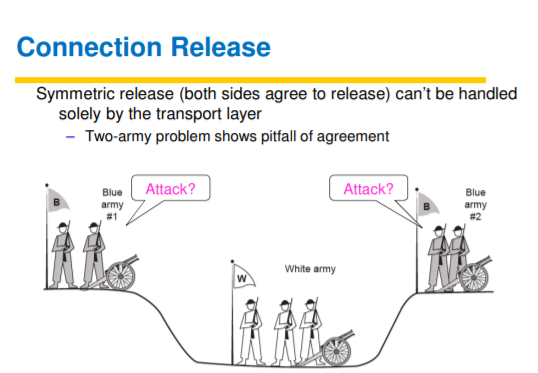 Connection Release
Symmetric release (both sides agree to release) can't be handled
solely by the transport layer
– Two-army problem shows pitfall of agreement
B
Blue
army
#1
Attack?
Attack?
B
Blue
army
#2
W
White army